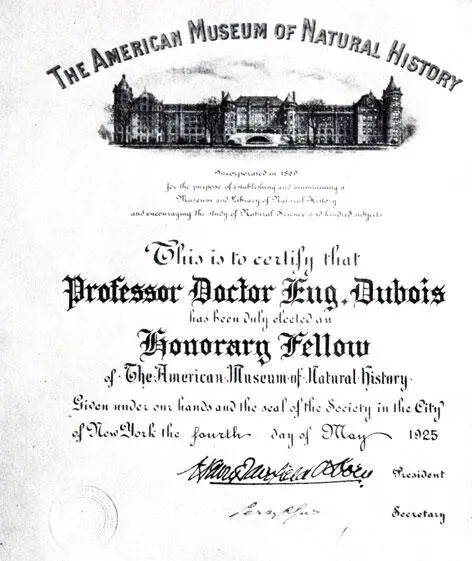 THE AMERICAN MUSEUM OF NATURAL HISTORY
Incorporated in 1869
for the purpose of establishing and maintaining a
Museum and Library of Natural History
and encouraging the study of Natural Science and kindred subjects
This is to certify that
Professor Doctor Eug. Dubois
has been duly elected an
Honorary Fellow
of The American Museum of Natural History
Given under our hands and the seal of the Society in the City
of New York the fourth day of May 1925
Henry Fairfield Osborn President
Secretary